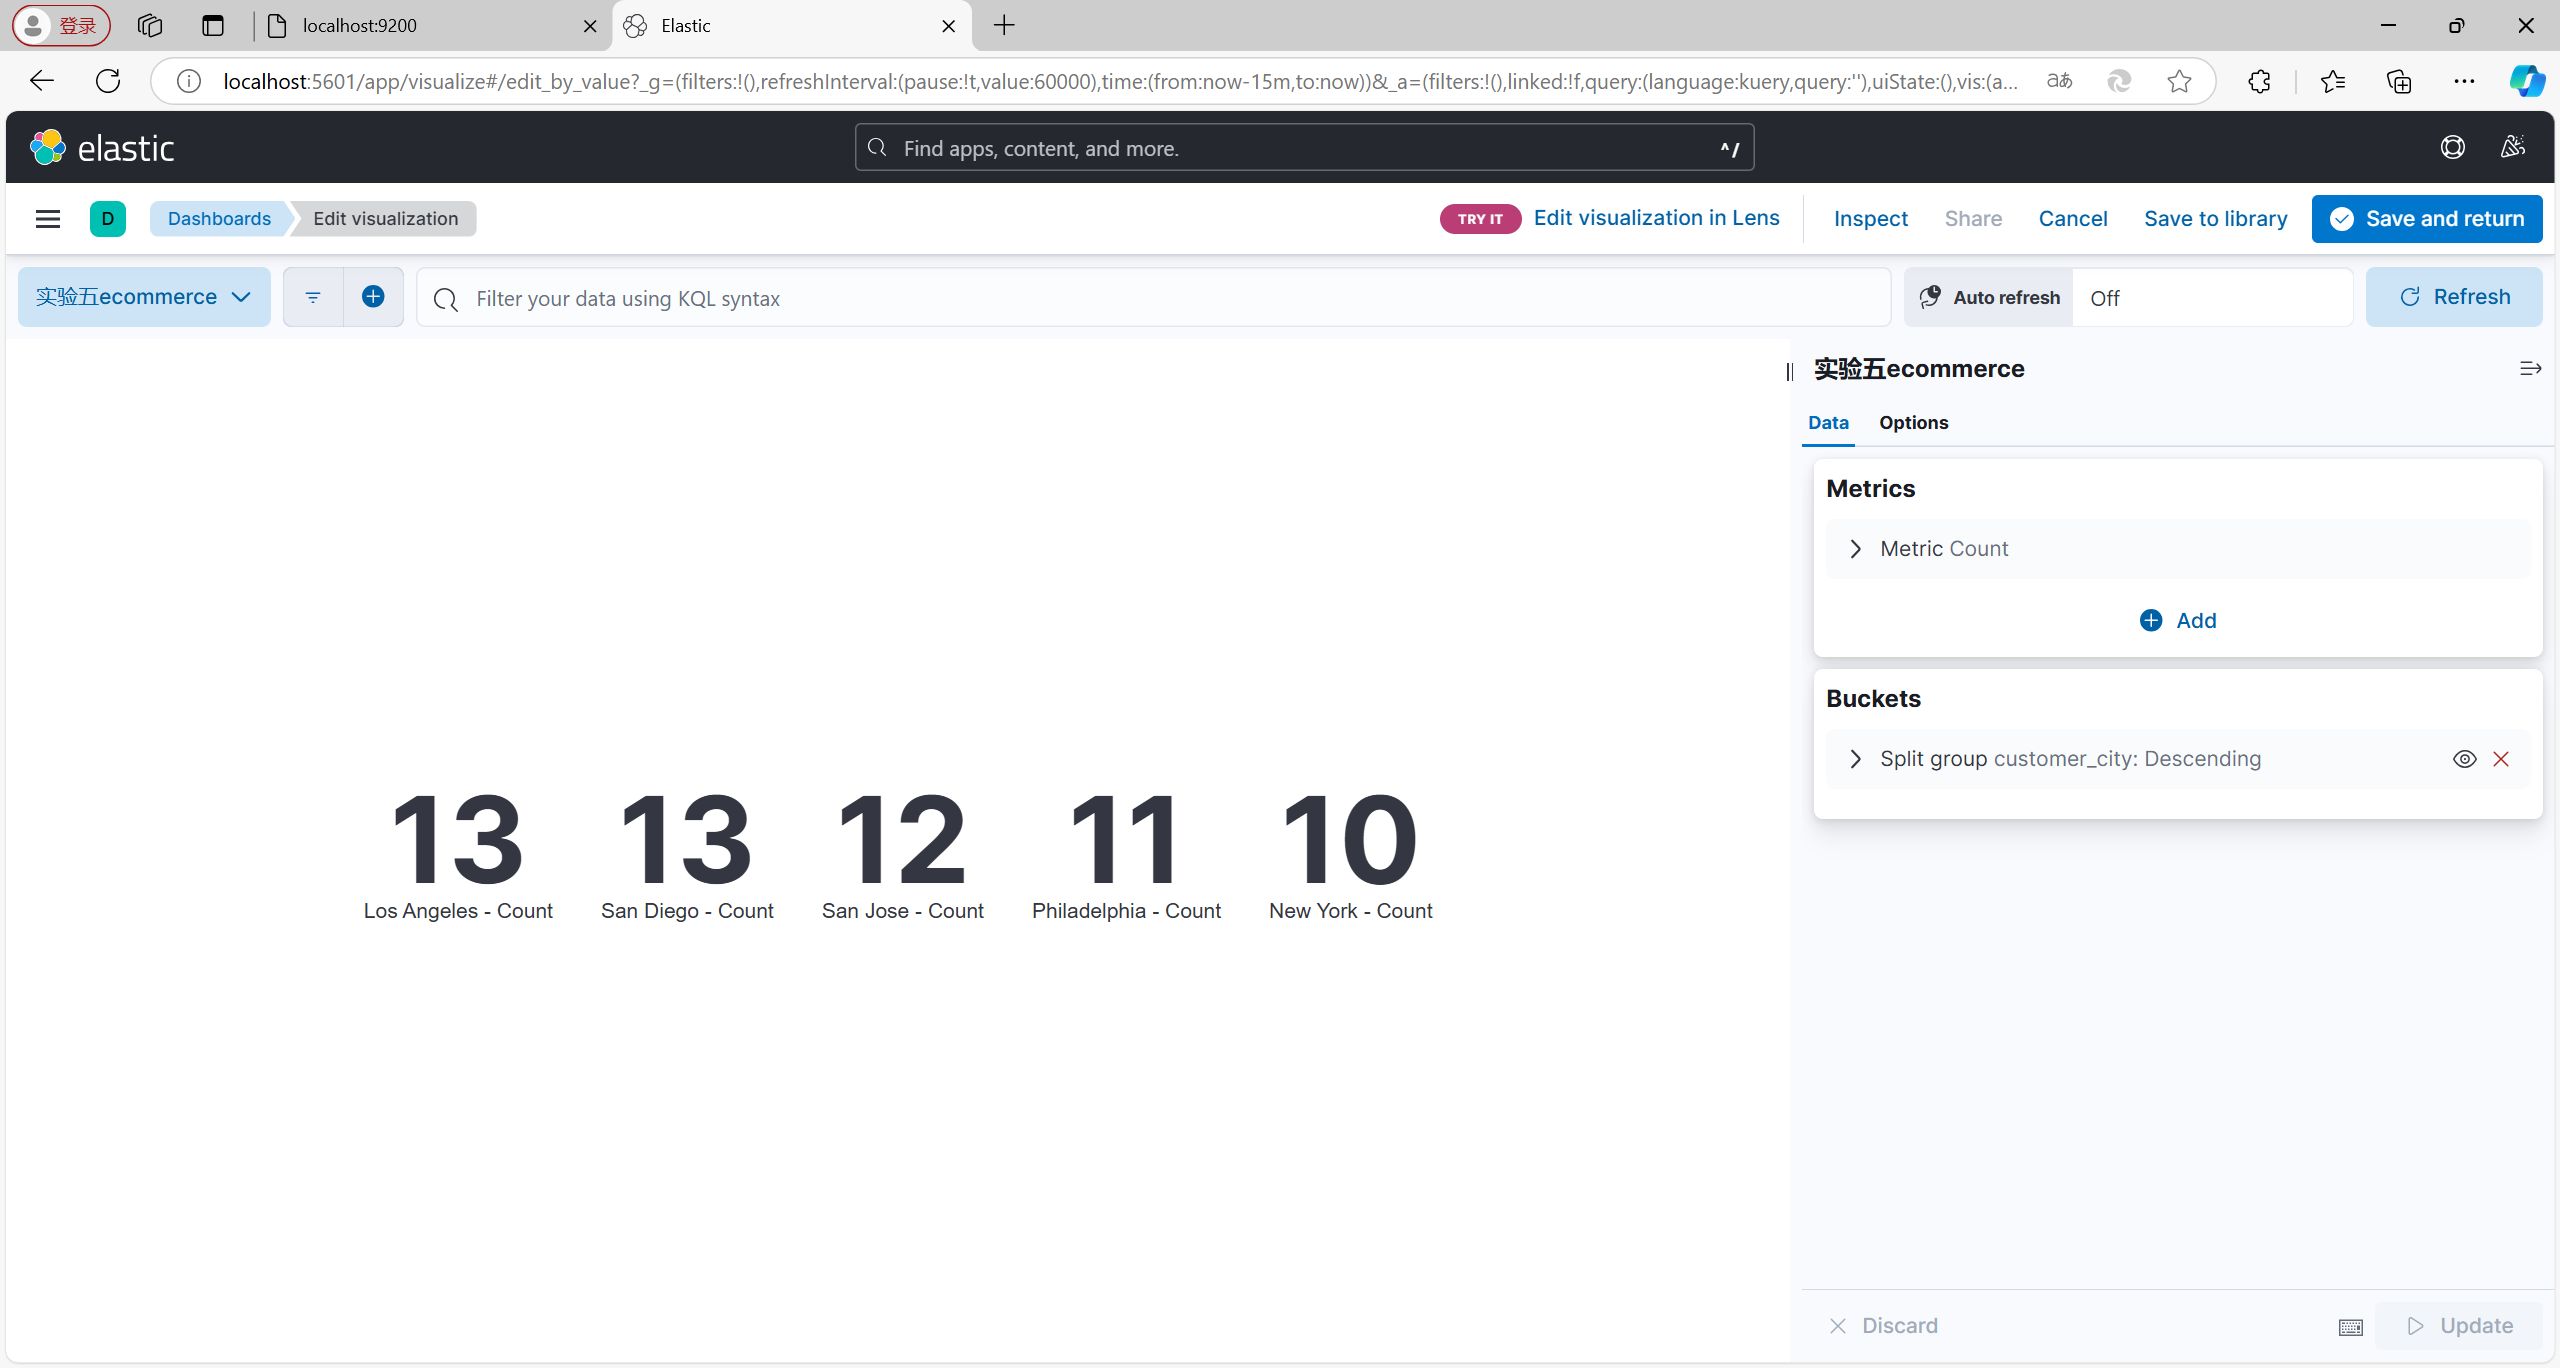 登录
localhost:9200
Elastic
localhost:5601/app/visualize#/edit_by_value?_g=(filters:!(),refreshInterval:(pause:!t,value:60000),time:(from:now-15m,to:now))&_a=(filters:!(),linked:!f,query:(language:kuery,query:''),uiState:(),vis:(a...
aあ
elastic
Find apps, content, and more.
^/
D
Dashboards
Edit visualization
TRY IT
Edit visualization in Lens
Inspect
Share
Cancel
Save to library
Save and return
实验五ecommerce
Filter your data using KQL syntax
Auto refresh
Off
Refresh
实验五ecommerce
Data
Options
Metrics
Metric Count
Add
Buckets
Split group customer_city: Descending
13
13
12
11
10
Los Angeles - Count
San Diego - Count
San Jose - Count
Philadelphia - Count
New York - Count
Discard
Update